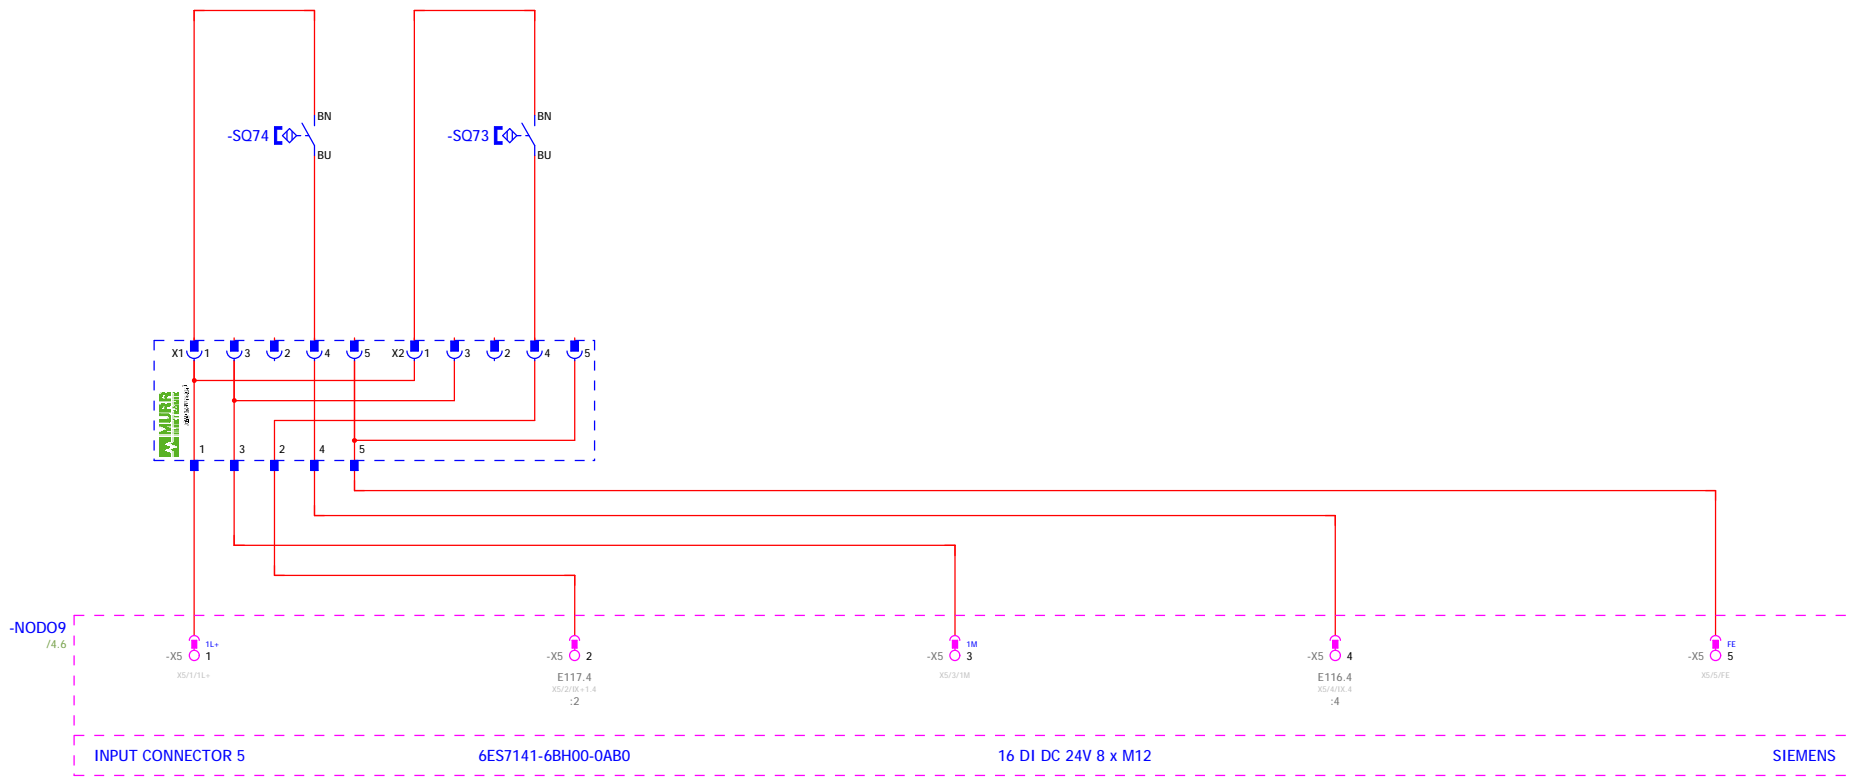 BN
BN
-SQ74
-SQ73
BU
BU
X1 1 3 2 4 5 X2 1 3 2 4 5
MURR
1 3 2 4 5
-NODO9
/4.6
1L+ 1M FE
-X5 1 -X5 2 -X5 3 -X5 4 -X5 5
X5/1/1L+ E117.4 X5/3/1M E116.4 X5/5/FE
X5/2/IX+1.4 X5/4/IX.4
:2 :4
INPUT CONNECTOR 5 6ES7141-6BH00-0AB0 16 DI DC 24V 8 x M12 SIEMENS